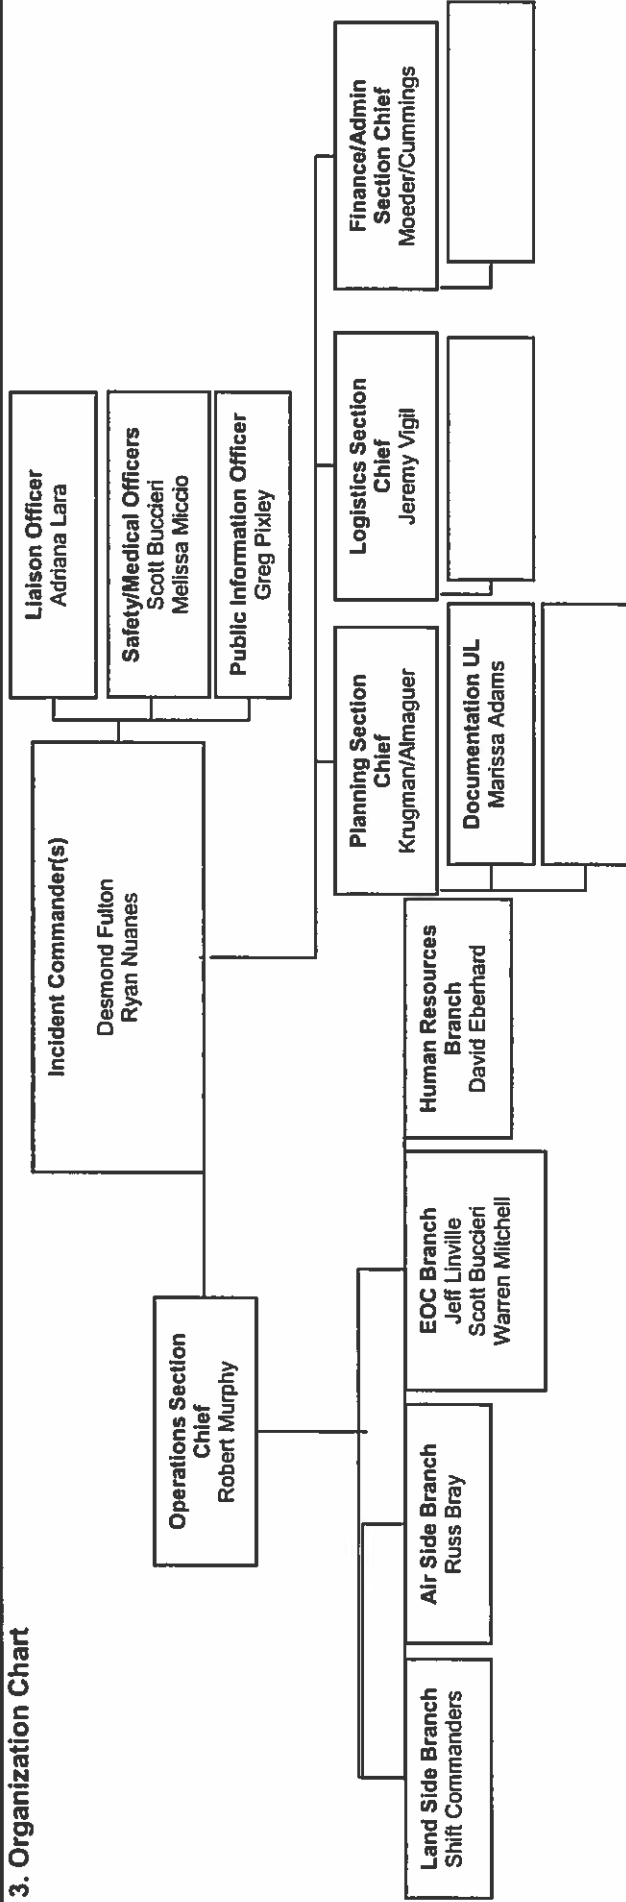 3. Organization Chart
Incident Commander(s)
Desmond Fulton
Ryan Nuanes
Liaison Officer
Adriana Lara
Safety/Medical Officers
Scott Buccieri
Melissa Miccio
Public Information Officer
Greg Pixley
Operations Section
Chief
Robert Murphy
Planning Section
Chief
Krugman/Almaguer
Logistics Section
Chief
Jeremy Vigil
Finance/Admin
Section Chief
Moeder/Cummings
Land Side Branch
Shift Commanders
Air Side Branch
Russ Bray
EOC Branch
Jeff Linville
Scott Buccieri
Warren Mitchell
Human Resources
Branch
David Eberhard
Documentation UL
Marissa Adams